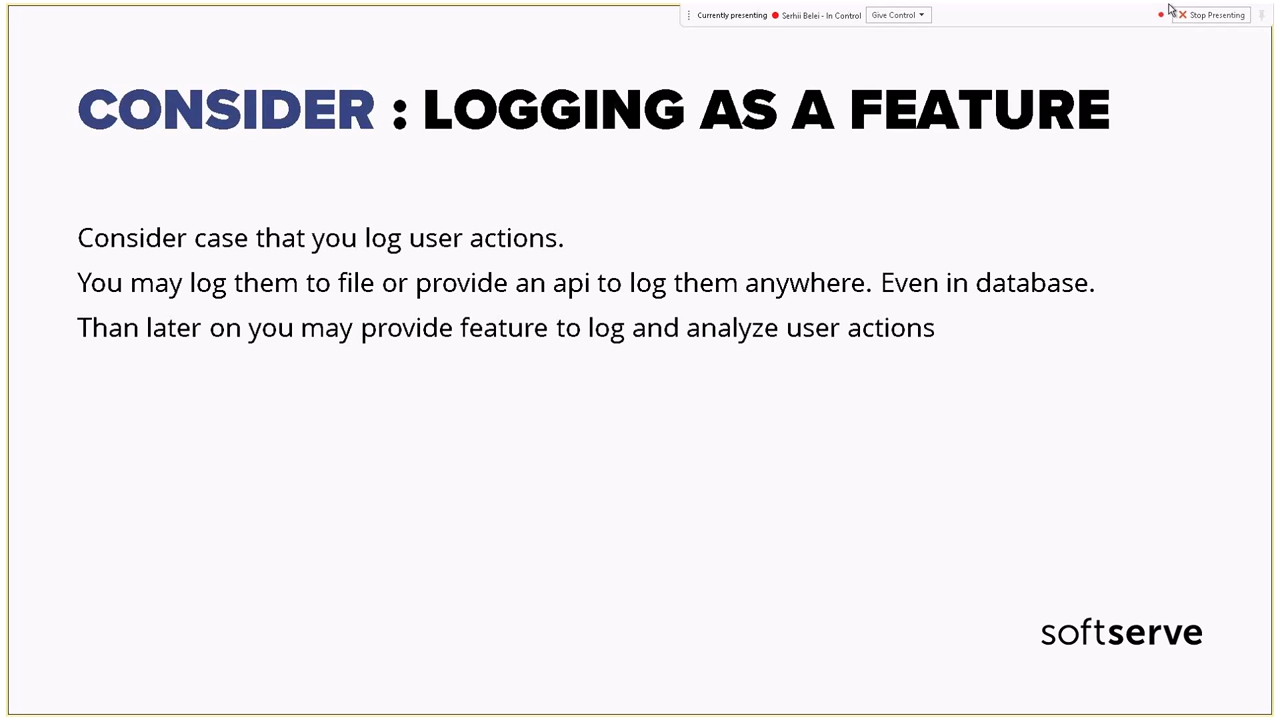 Currently presenting Serhii Belei - In Control Give Control Stop Presenting
CONSIDER : LOGGING AS A FEATURE
Consider case that you log user actions.
You may log them to file or provide an api to log them anywhere. Even in database.
Than later on you may provide feature to log and analyze user actions
softserve